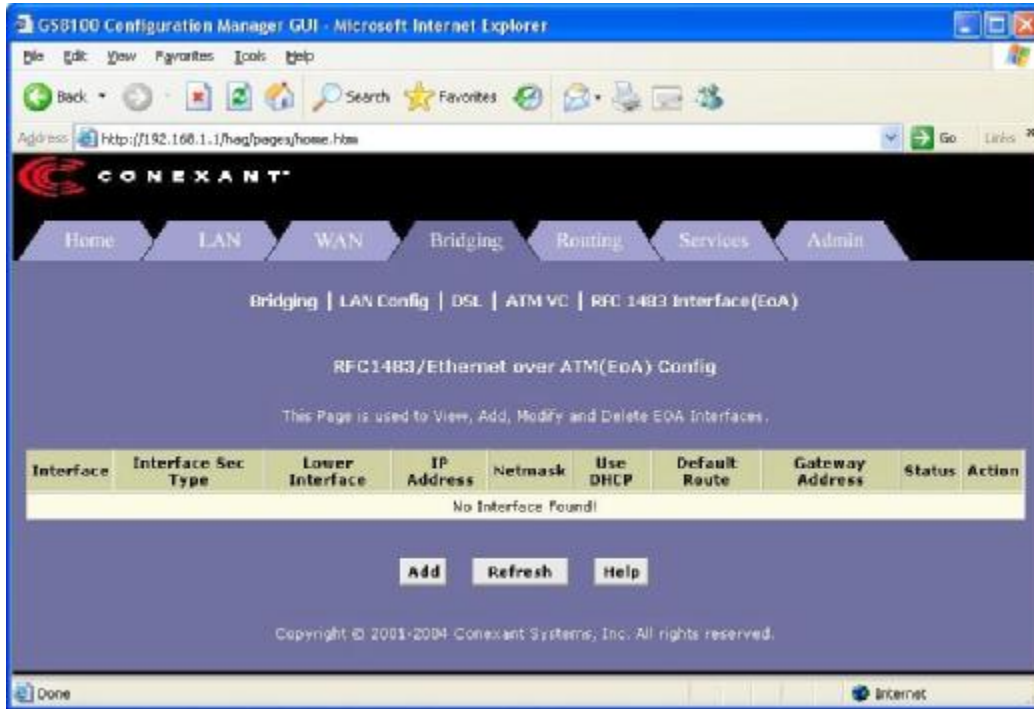 GS8100 Configuration Manager GUI - Microsoft Internet Explorer
File Edit View Favorites Tools Help
Back Search Favorites
Address http://192.168.1.1/hag/pages/home.htm Go Links
CONEXANT™
Home LAN WAN Bridging Routing Services Admin
Bridging | LAN Config | DSL | ATM VC | RFC 1483 Interface(EoA)
RFC1483/Ethernet over ATM(EoA) Config
This Page is used to View, Add, Modify and Delete EOA Interfaces.
Interface Interface Sec Type Lower Interface IP Address Netmask Use DHCP Default Route Gateway Address Status Action
No Interface Found!
Add Refresh Help
Copyright © 2001-2004 Conexant Systems, Inc. All rights reserved.
Done Internet